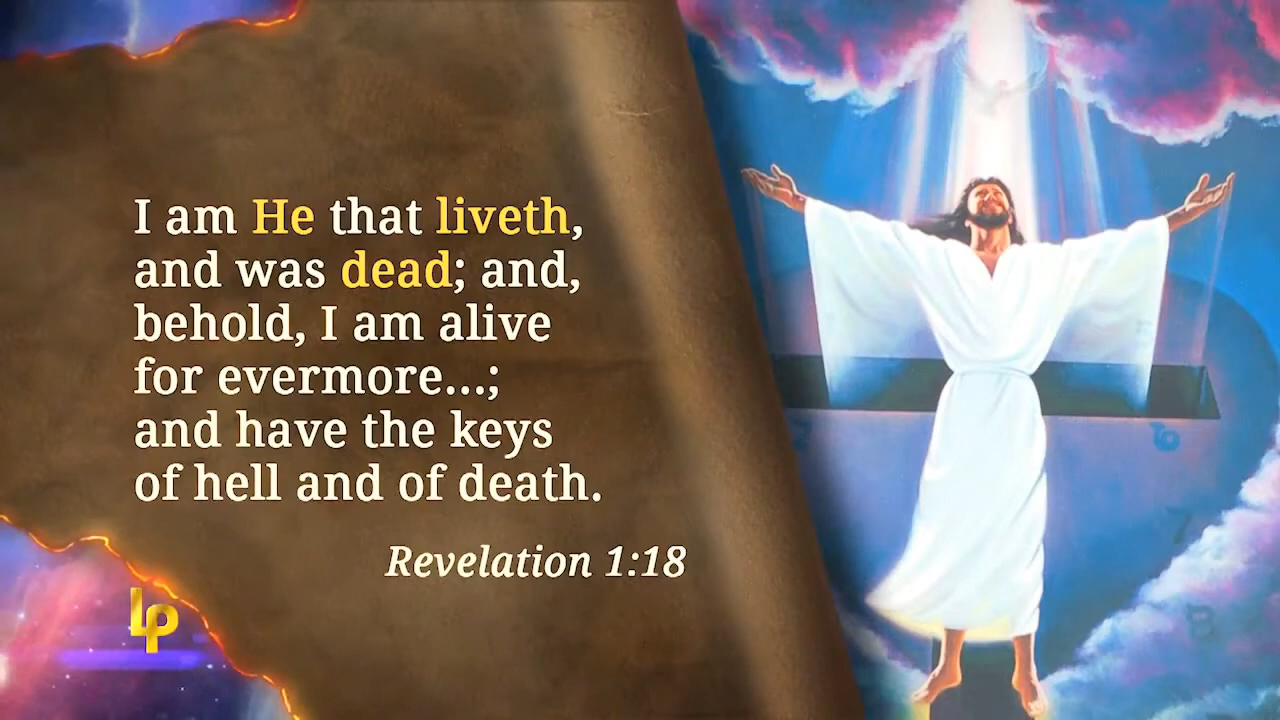 I am He that liveth,
and was dead; and,
behold, I am alive
for evermore...;
and have the keys
of hell and of death.
Revelation 1:18
LP